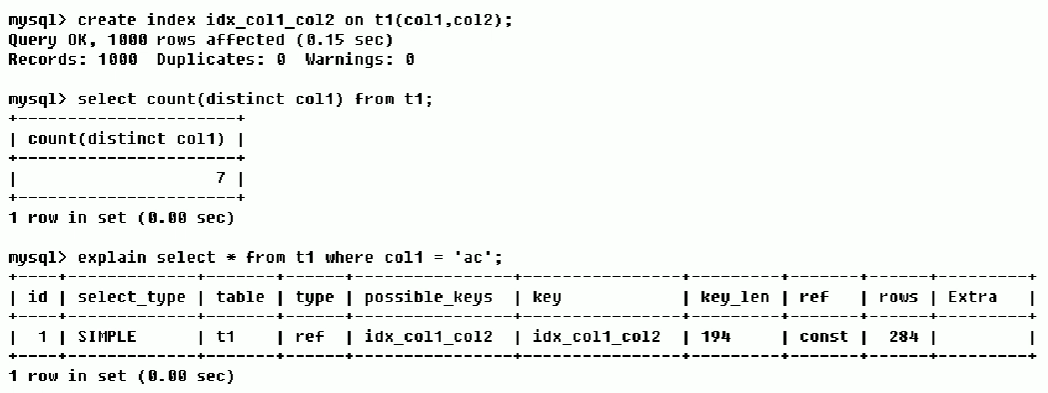 mysql> create index idx_col1_col2 on t1(col1,col2);
Query OK, 1000 rows affected (0.15 sec)
Records: 1000  Duplicates: 0  Warnings: 0

mysql> select count(distinct col1) from t1;
+----------------------+
| count(distinct col1) |
+----------------------+
|                    7 |
+----------------------+
1 row in set (0.00 sec)

mysql> explain select * from t1 where col1 = 'ac';
+----+-------------+-------+------+---------------+---------------+---------+-------+------+-------+
| id | select_type | table | type | possible_keys | key           | key_len | ref   | rows | Extra |
+----+-------------+-------+------+---------------+---------------+---------+-------+------+-------+
|  1 | SIMPLE      | t1    | ref  | idx_col1_col2 | idx_col1_col2 | 194     | const |  284 |       |
+----+-------------+-------+------+---------------+---------------+---------+-------+------+-------+
1 row in set (0.00 sec)